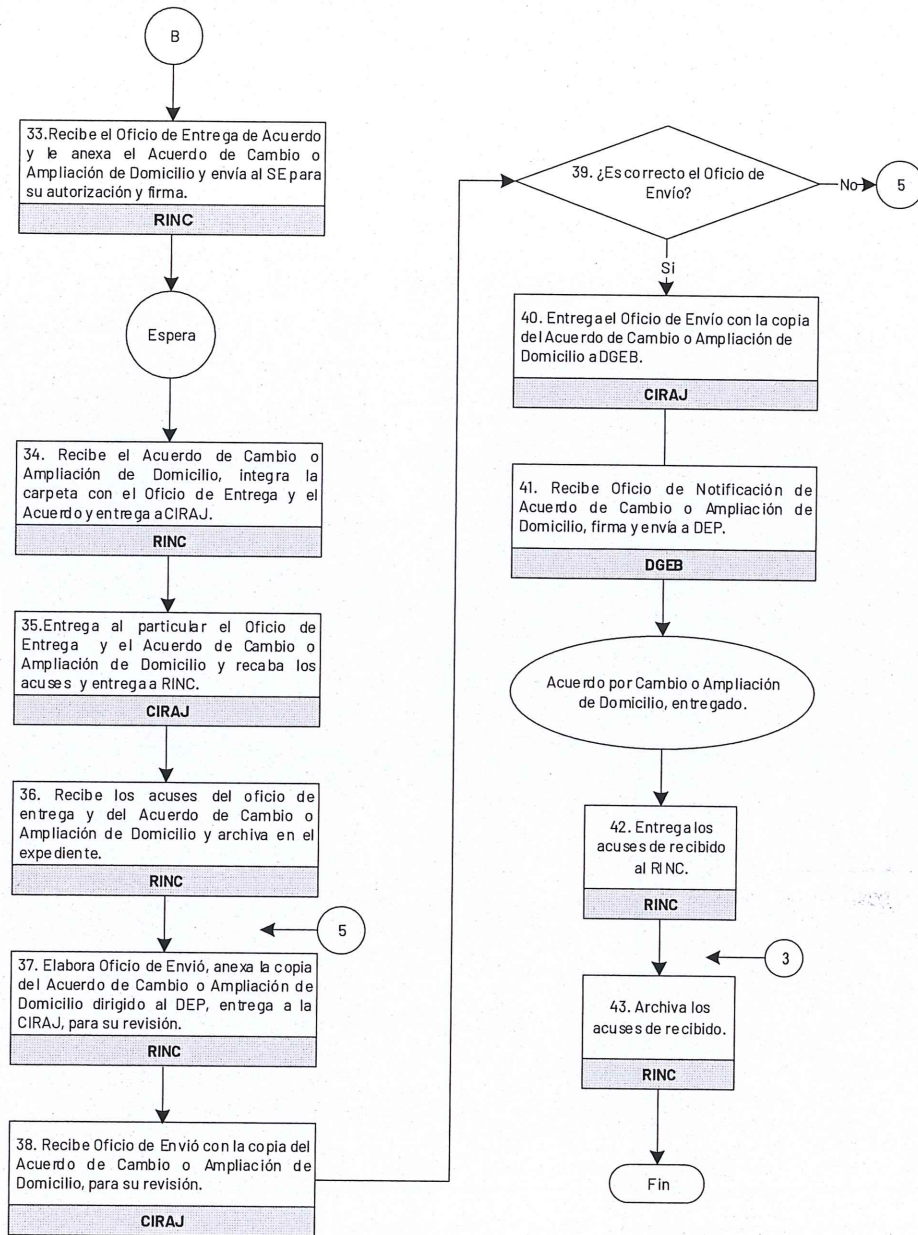 B
33.Recibe el Oficio de Entrega de Acuerdo
y le anexa el Acuerdo de Cambio o
Ampliación de Domicilio y envía al SE para
su autorización y firma.
RINC
Espera
34. Recibe el Acuerdo de Cambio o
Ampliación de Domicilio, integra la
carpeta con el Oficio de Entrega y el
Acuerdo y entrega a CIRAJ.
RINC
35.Entrega al particular el Oficio de
Entrega y el Acuerdo de Cambio o
Ampliación de Domicilio y recaba los
acuses y entrega a RINC.
CIRAJ
36. Recibe los acuses del oficio de
entrega y del Acuerdo de Cambio o
Ampliación de Domicilio y archiva en el
expediente.
RINC
5
37. Elabora Oficio de Envió, anexa la copia
del Acuerdo de Cambio o Ampliación de
Domicilio dirigido al DEP, entrega a la
CIRAJ, para su revisión.
RINC
38. Recibe Oficio de Envió con la copia del
Acuerdo de Cambio o Ampliación de
Domicilio, para su revisión.
CIRAJ
39. ¿Es correcto el Oficio de
Envío?
No
5
Si
40. Entrega el Oficio de Envío con la copia
del Acuerdo de Cambio o Ampliación de
Domicilio a DGEB.
CIRAJ
41. Recibe Oficio de Notificación de
Acuerdo de Cambio o Ampliación de
Domicilio, firma y envía a DEP.
DGEB
Acuerdo por Cambio o Ampliación
de Domicilio, entregado.
42. Entrega los
acuses de recibido
al RINC.
RINC
3
43. Archiva los
acuses de recibido.
RINC
Fin